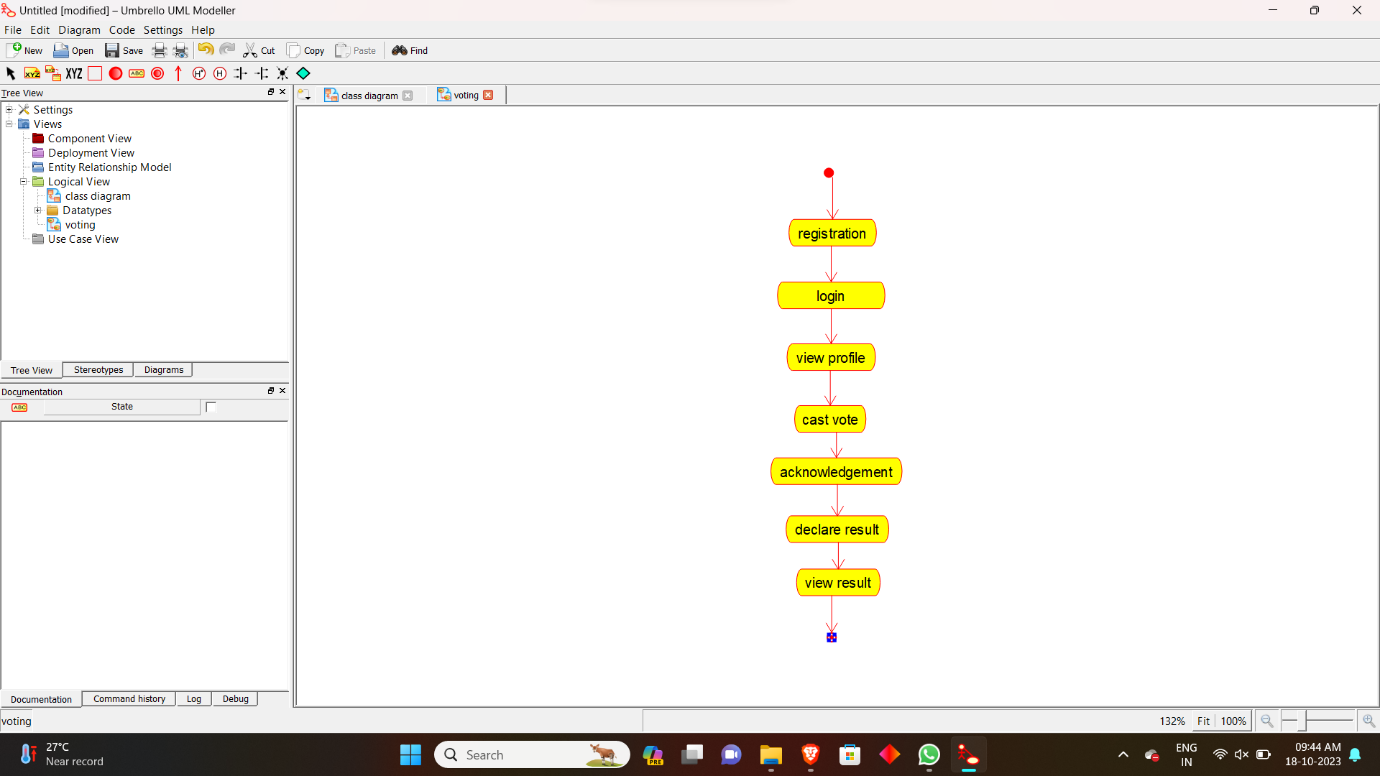 Untitled [modified] – Umbrello UML Modeller
File Edit Diagram Code Settings Help
New Open Save Cut Copy Paste Find
XYZ XYZ ABC H* H
Tree View
class diagram voting
Settings
Views
Component View
Deployment View
Entity Relationship Model
Logical View
class diagram
Datatypes
voting
Use Case View
Tree View Stereotypes Diagrams
Documentation
ABC State
registration
login
view profile
cast vote
acknowledgement
declare result
view result
Documentation Command history Log Debug
voting 132% Fit 100%
27°C
Near record
Search
PRE
ENG
IN
09:44 AM
18-10-2023